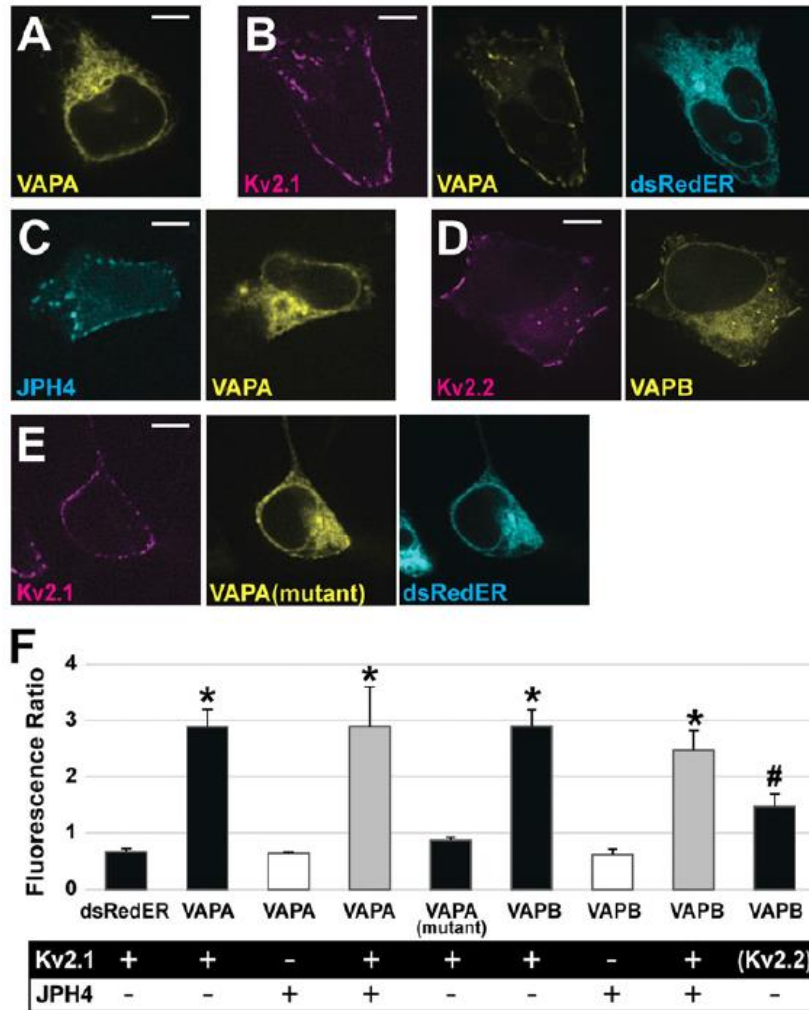 A B
VAPA Kv2.1 VAPA dsRedER
C D
JPH4 VAPA Kv2.2 VAPB
E
Kv2.1 VAPA(mutant) dsRedER
F
Fluorescence Ratio
4
3
2
1
0
* * * * #
dsRedER VAPA VAPA VAPA VAPA VAPB VAPB VAPB VAPB
(mutant)
Kv2.1 + + - + + + - + (Kv2.2)
JPH4 - - + + - - + + -